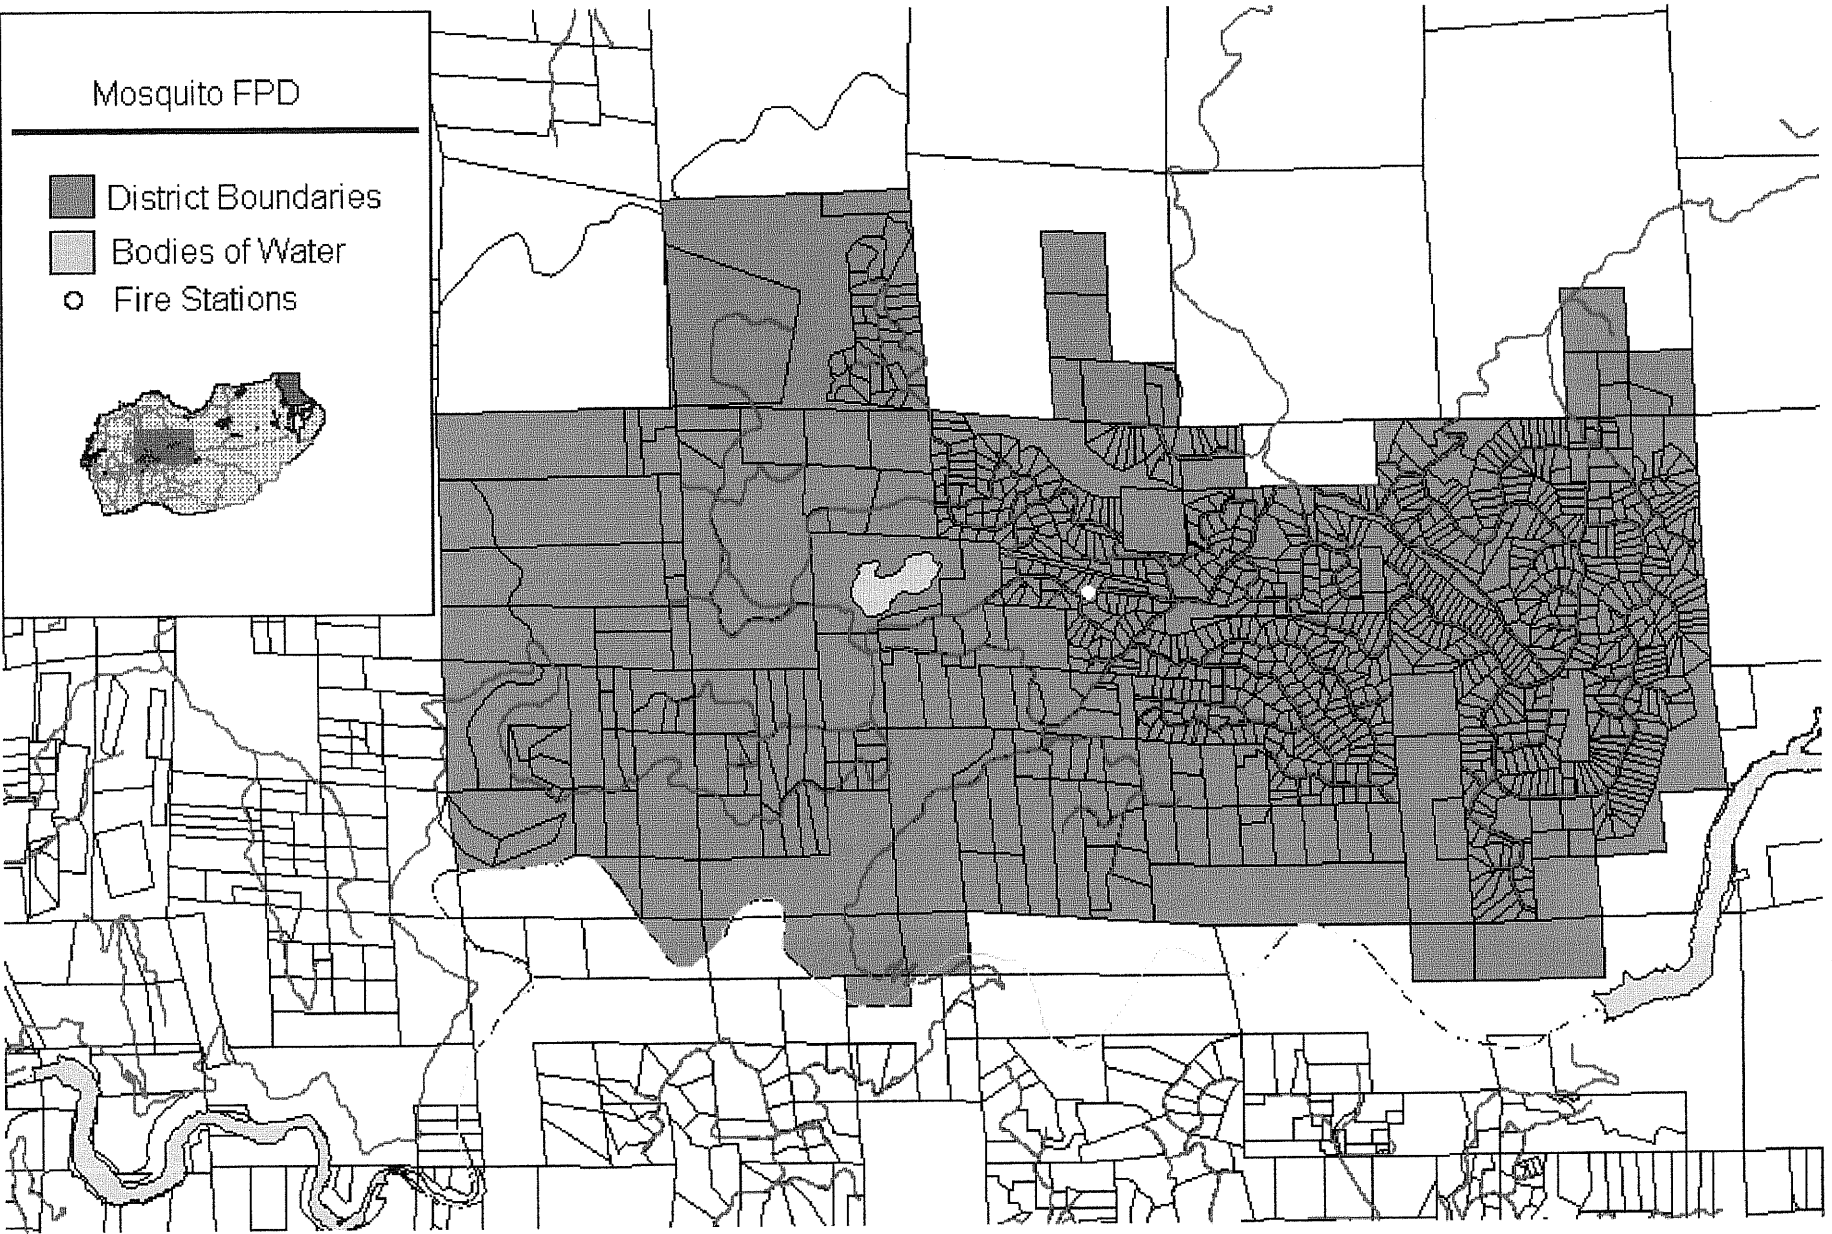 Mosquito FPD
District Boundaries
Bodies of Water
Fire Stations